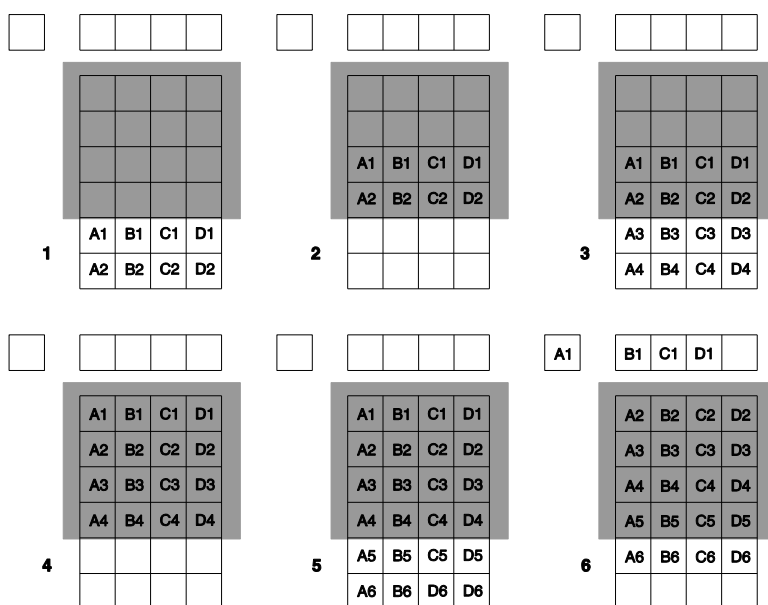 A1 B1 C1 D1
1
A2 B2 C2 D2
A1 B1 C1 D1
A2 B2 C2 D2
2
A1 B1 C1 D1
A2 B2 C2 D2
A3 B3 C3 D3
3
A4 B4 C4 D4
A1 B1 C1 D1
A2 B2 C2 D2
A3 B3 C3 D3
A4 B4 C4 D4
4
A1 B1 C1 D1
A2 B2 C2 D2
A3 B3 C3 D3
A4 B4 C4 D4
A5 B5 C5 D5
5
A6 B6 D6 D6
A1 B1 C1 D1
A2 B2 C2 D2
A3 B3 C3 D3
A4 B4 C4 D4
A5 B5 C5 D5
A6 B6 C6 D6
6